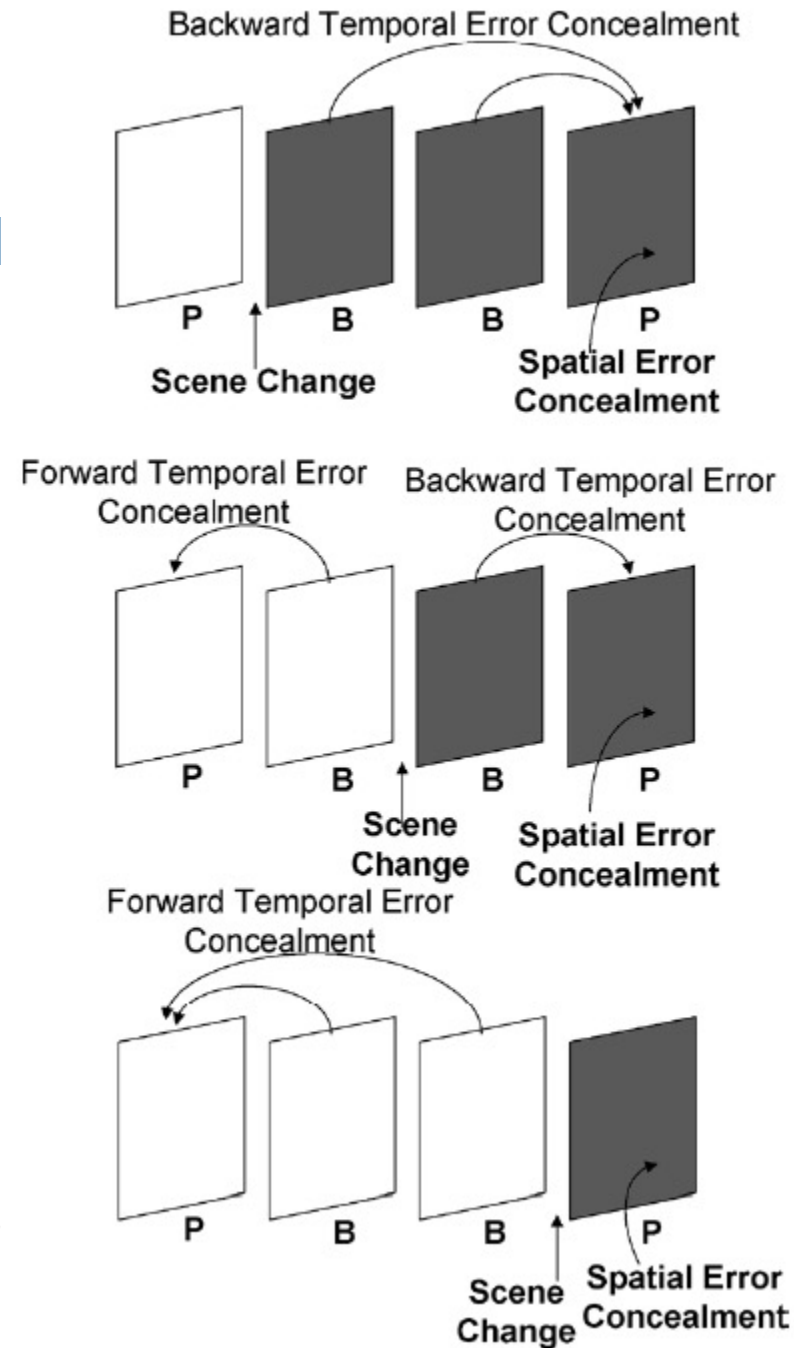 Backward Temporal Error Concealment
P
B
B
P
Scene Change
Spatial Error
Concealment
Forward Temporal Error
Concealment
Backward Temporal Error
Concealment
P
B
B
P
Scene
Change
Spatial Error
Concealment
Forward Temporal Error
Concealment
P
B
B
P
Scene
Change
Spatial Error
Concealment